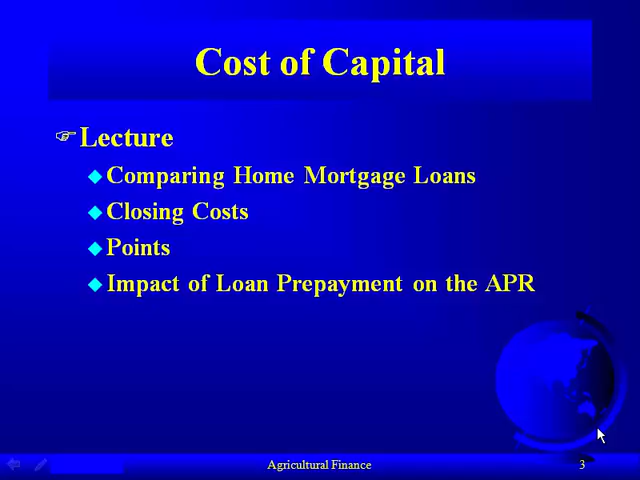 Cost of Capital
Lecture
Comparing Home Mortgage Loans
Closing Costs
Points
Impact of Loan Prepayment on the APR
Agricultural Finance
3